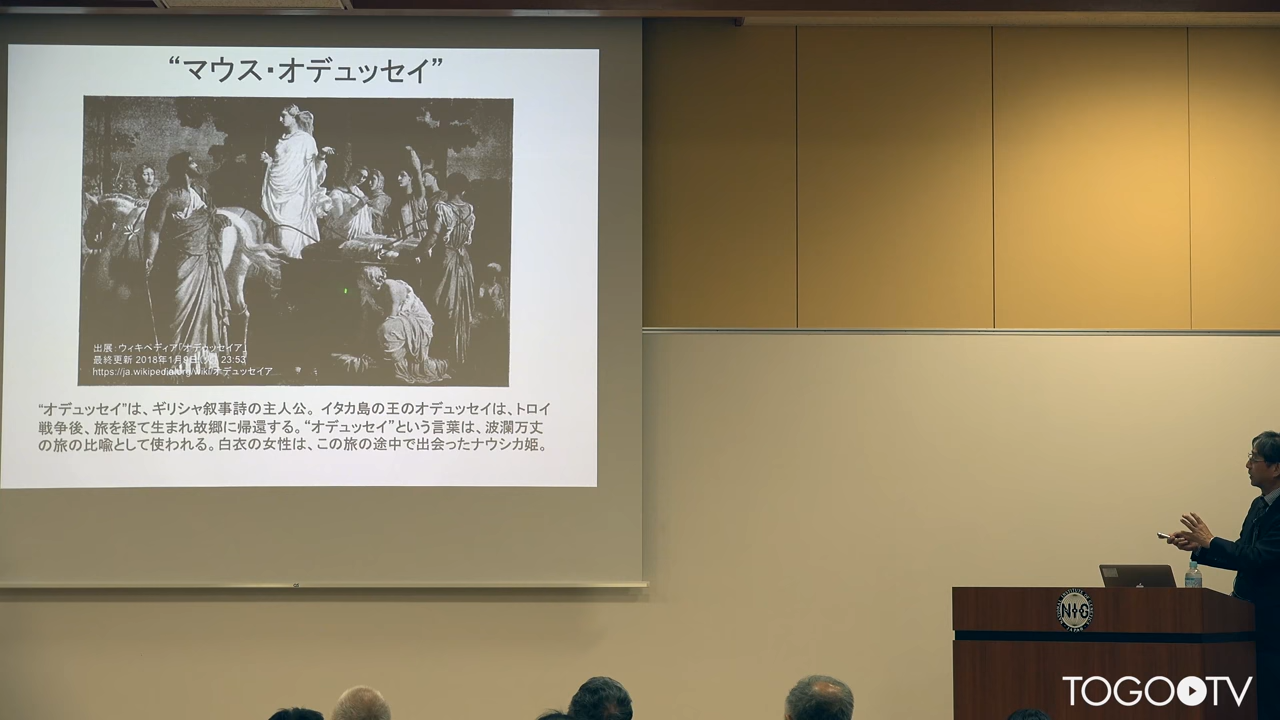 “マウス・オデュッセイ”
出展：ウィキペディア「オデュッセイア」
最終更新 2018年1月9日 (火) 23:53
https://ja.wikipedia.org/wiki/オデュッセイア
“オデュッセイ”は、ギリシャ叙事詩の主人公。イタカ島の王のオデュッセイは、トロイ
戦争後、旅を経て生まれ故郷に帰還する。“オデュッセイ”という言葉は、波瀾万丈
の旅の比喩として使われる。白衣の女性は、この旅の途中で出会ったナウシカ姫。
NIG
JAPAN
TOGOTV